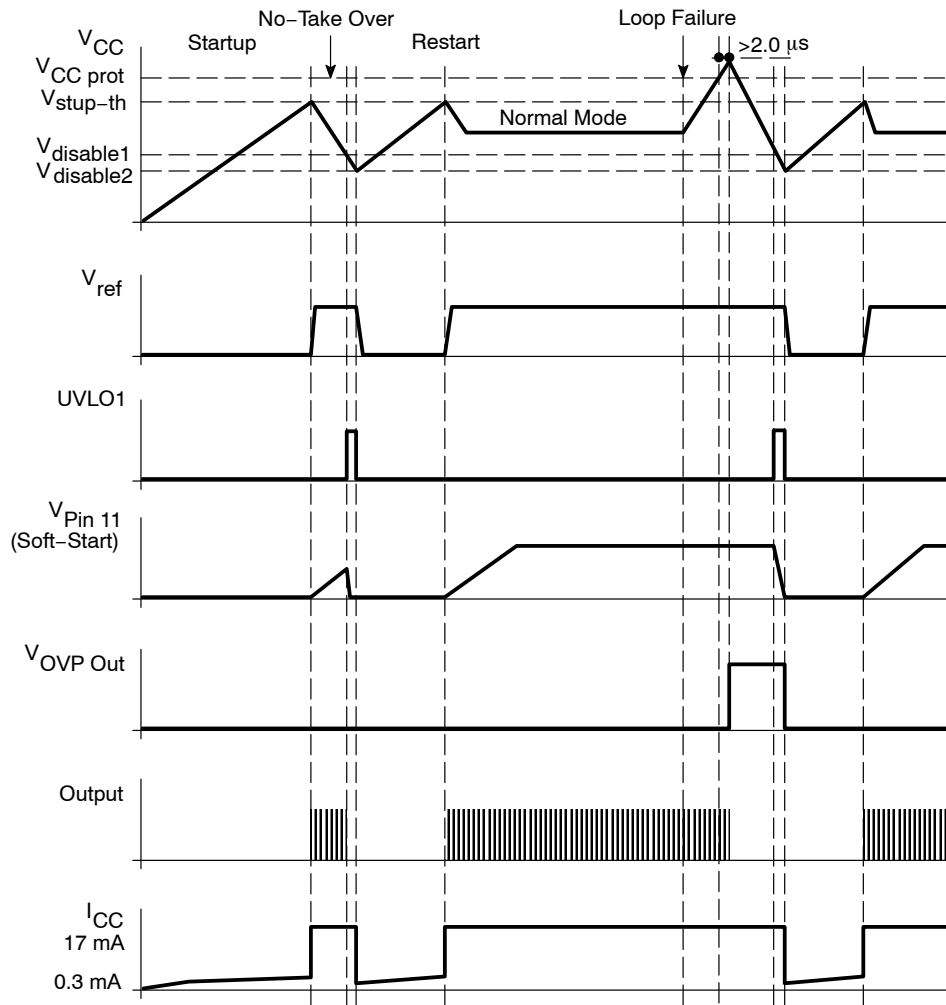 No−Take Over
Loop Failure
V_CC
Startup
Restart
>2.0 μs
V_CC prot
V_stup−th
Normal Mode
V_disable1
V_disable2
V_ref
UVLO1
V_Pin 11
(Soft−Start)
V_OVP Out
Output
I_CC
17 mA
0.3 mA